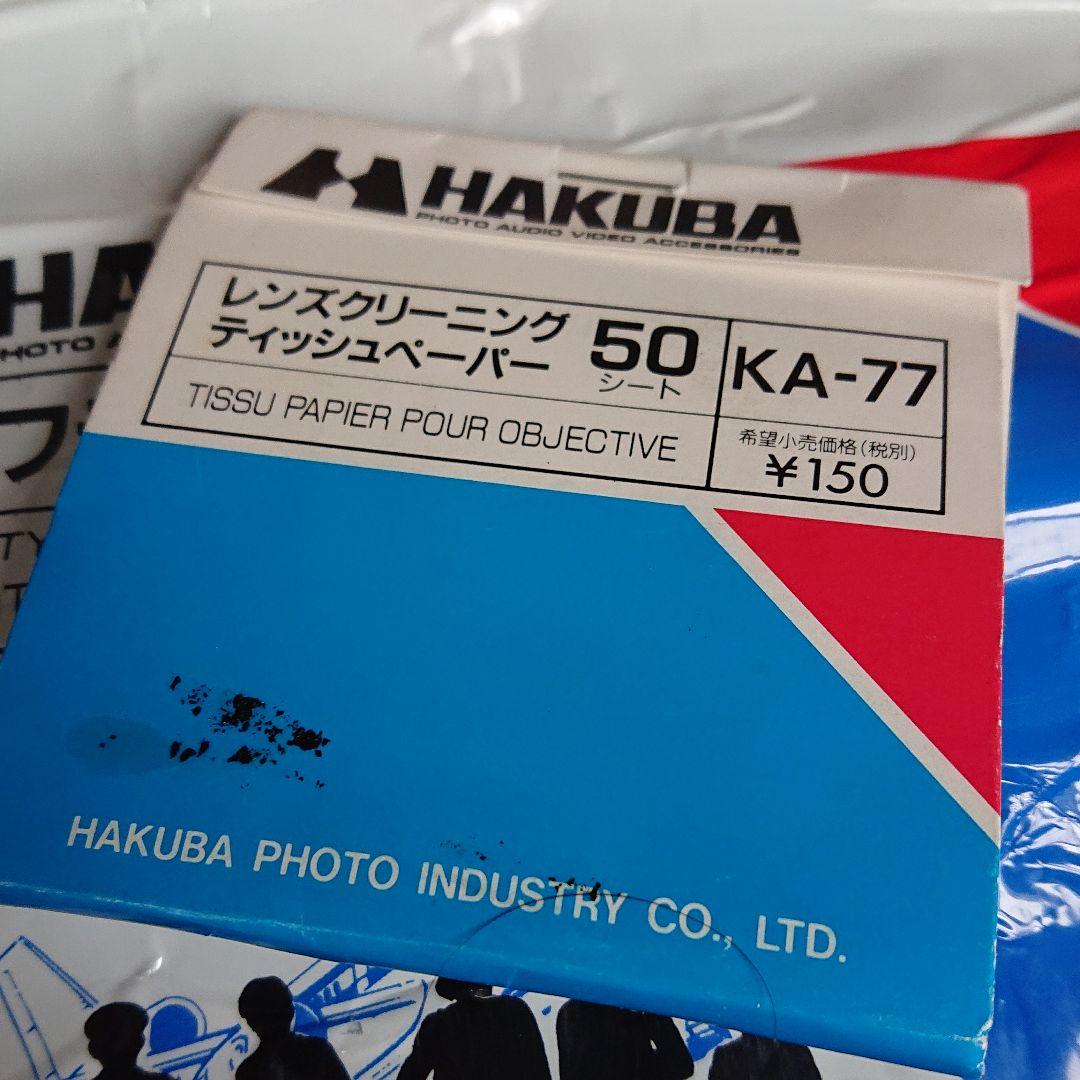 HAKUBA
PHOTO AUDIO VIDEO ACCESSORIES
レンズクリーニング
ティッシュペーパー
50
シート
KA-77
TISSU PAPIER POUR OBJECTIVE
希望小売価格(税別)
¥150
HAKUBA PHOTO INDUSTRY CO., LTD.
HA
PHOTO A